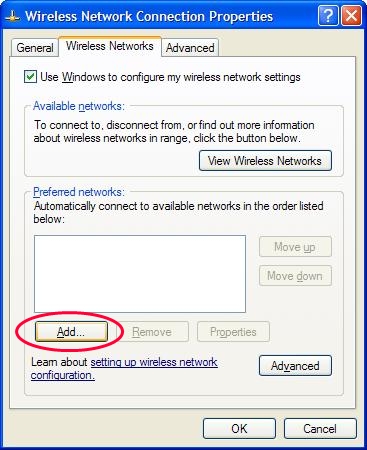 Wireless Network Connection Properties
General
Wireless Networks
Advanced
Use Windows to configure my wireless network settings
Available networks:
To connect to, disconnect from, or find out more information
about wireless networks in range, click the button below.
View Wireless Networks
Preferred networks:
Automatically connect to available networks in the order listed
below:
Move up
Move down
Add...
Remove
Properties
Learn about setting up wireless network
configuration.
Advanced
OK
Cancel